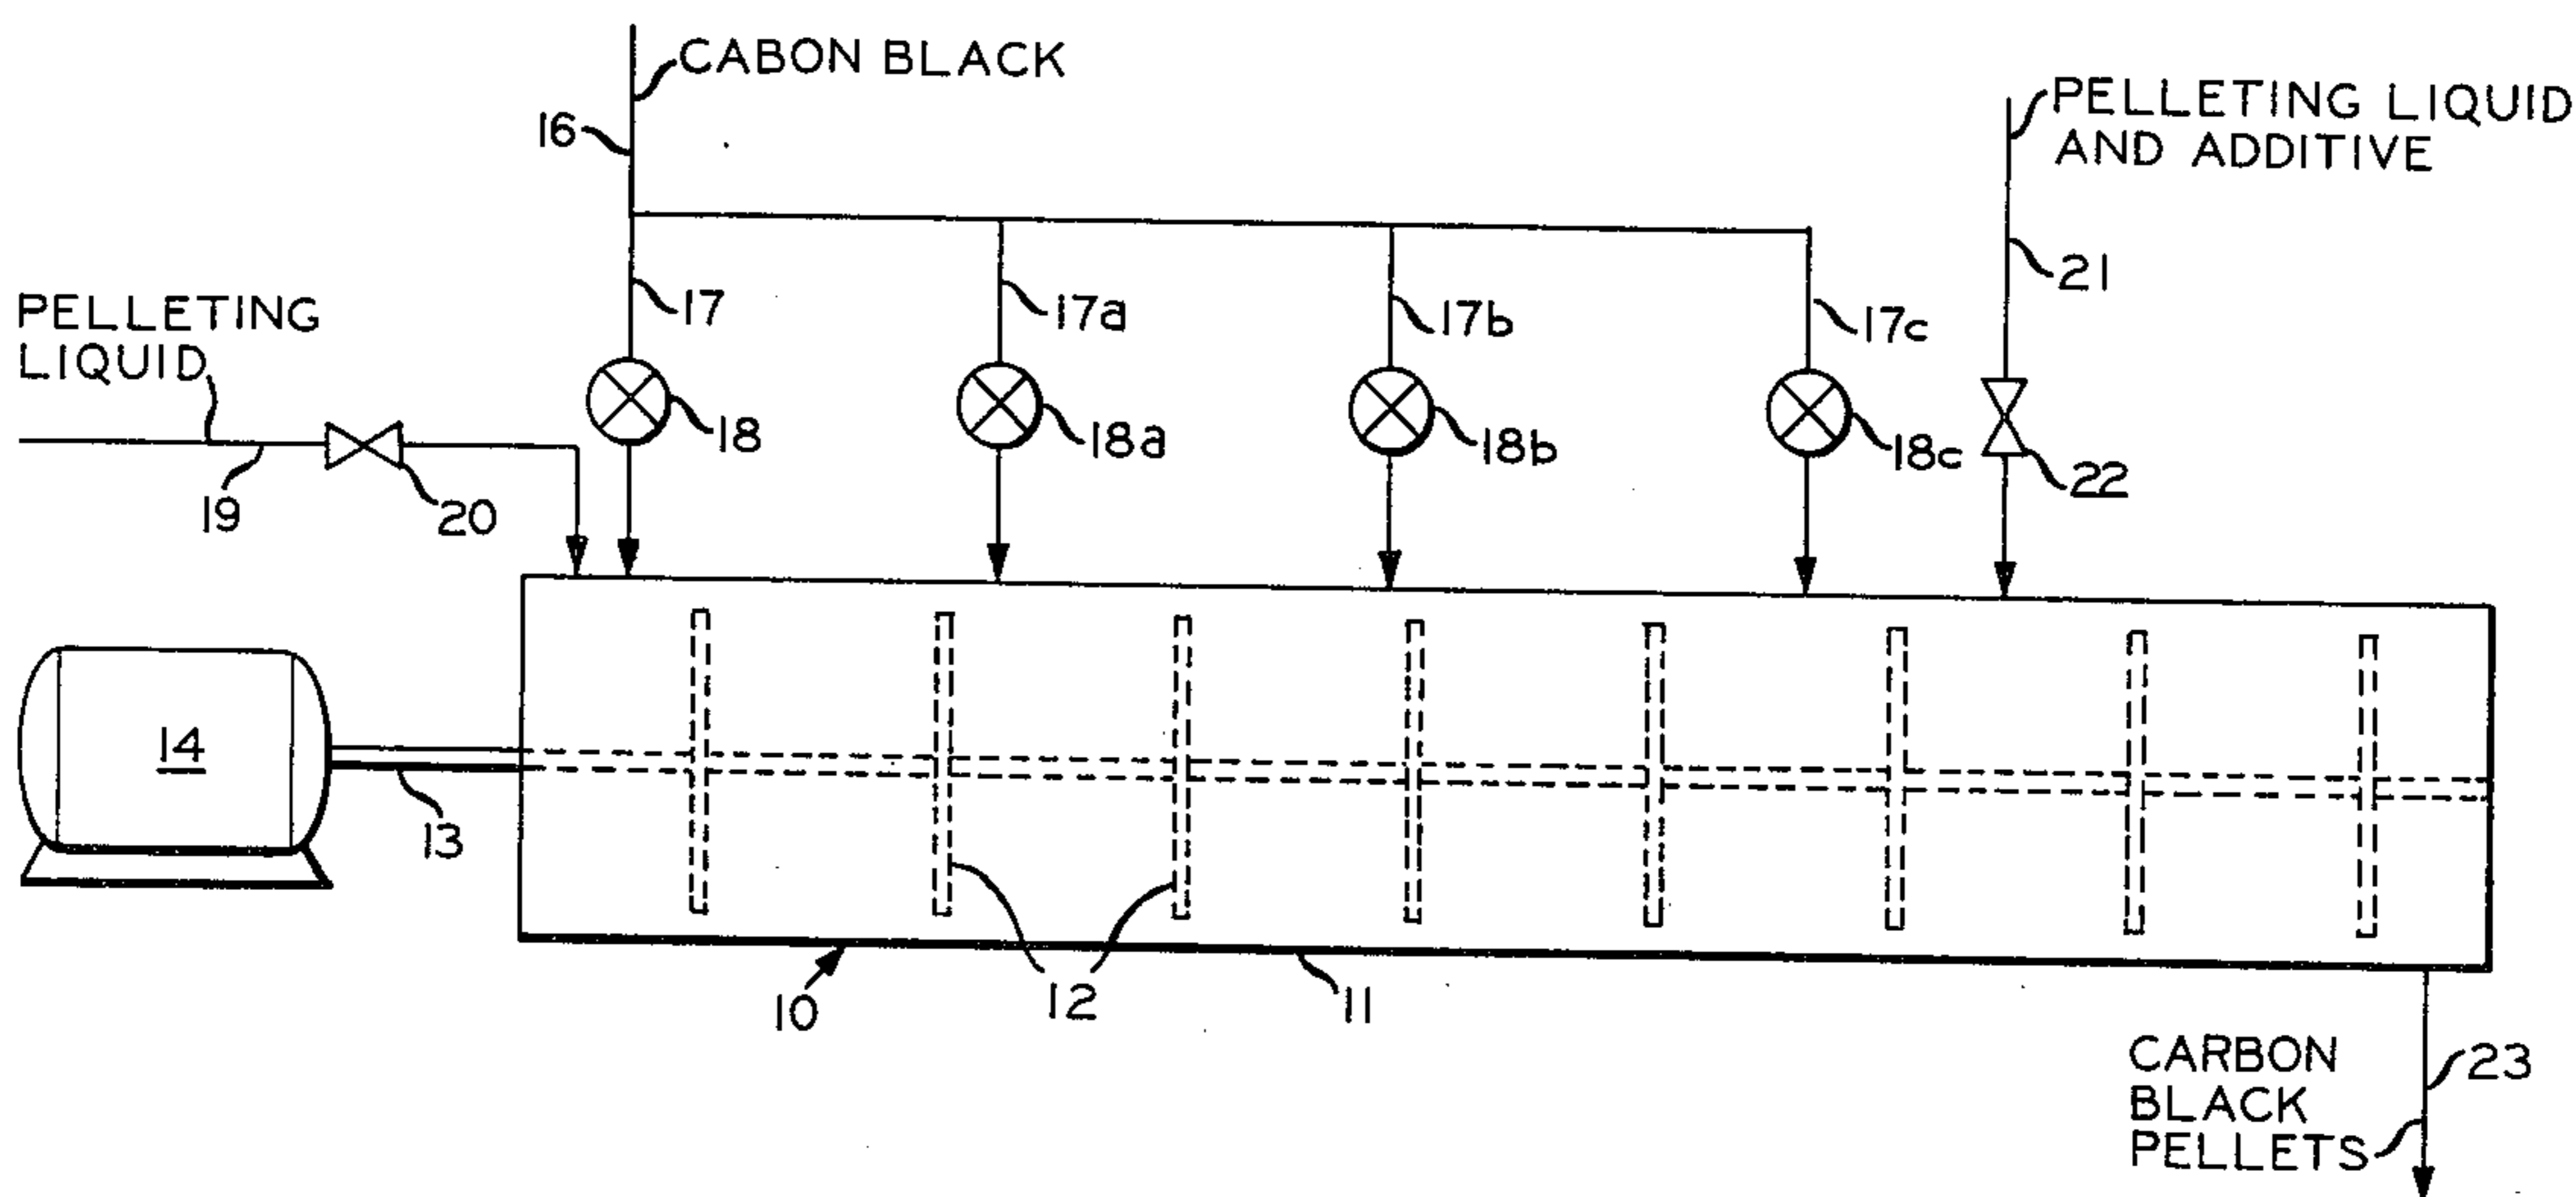 CABON BLACK
16
PELLETING LIQUID
AND ADDITIVE
21
17
17a
17b
17c
PELLETING
LIQUID
18
18a
18b
18c
22
19
20
14
13
10
12
11
CARBON
BLACK
PELLETS
23